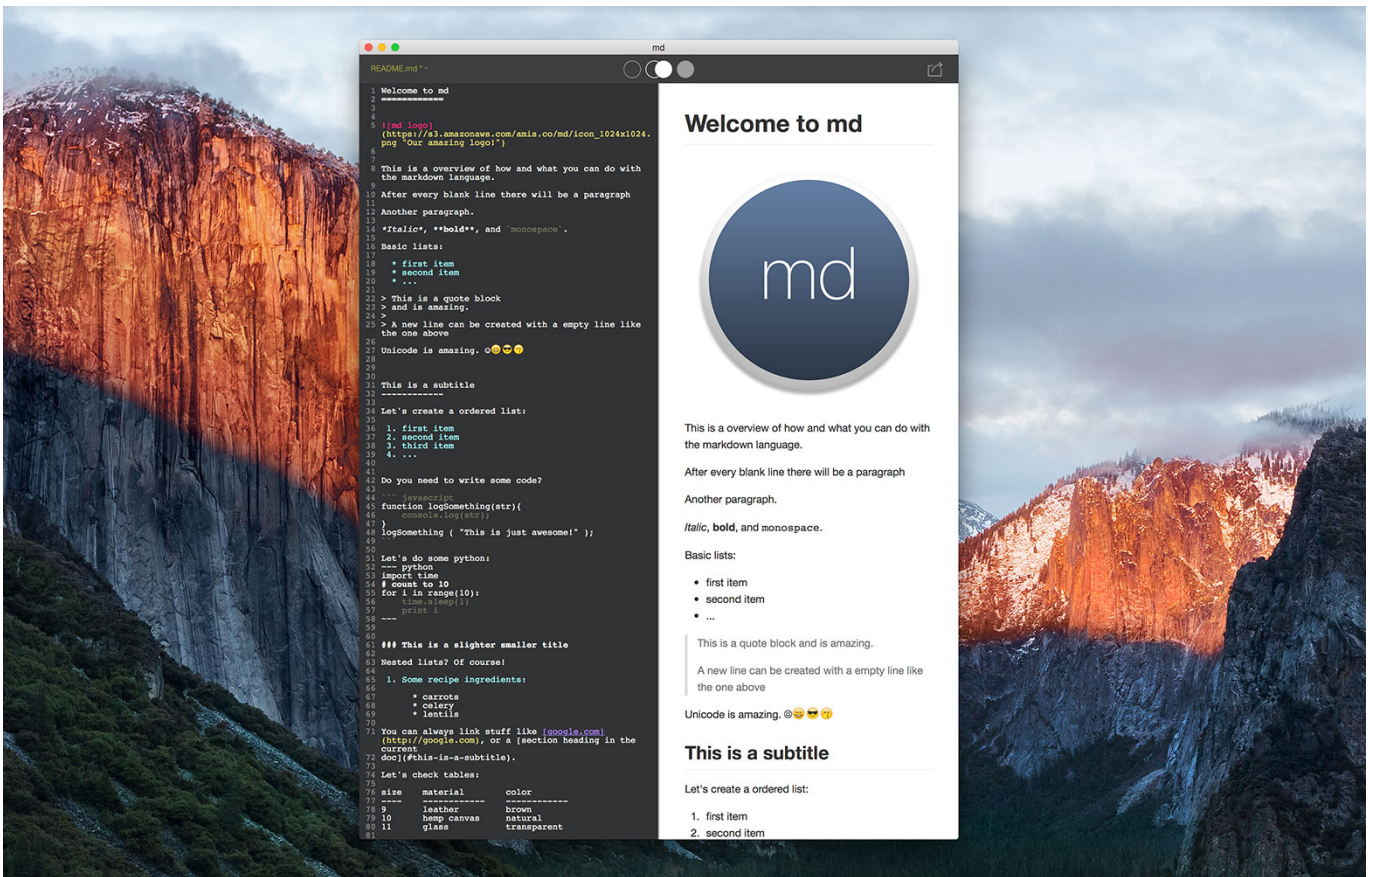 md
README.md
1 Welcome to md
2 ============
3
4
5 ![md logo]
(https://s3.amazonaws.com/amis.co/md/icon_1024x1024.
png "Our amazing logo!")
6
7
8 This is a overview of how and what you can do with
the markdown language.
9
10 After every blank line there will be a paragraph
11
12 Another paragraph.
13
14 *Italic*, **bold**, and `monospace`.
15
16 Basic lists:
17
18 * first item
19 * second item
20 * ...
21
22 > This is a quote block
23 > and is amazing.
24 >
25 > A new line can be created with a empty line like
the one above
26
27 Unicode is amazing. ☺😄😎😙
28
29
30
31 This is a subtitle
32 ------------
33
34 Let's create a ordered list:
35
36 1. first item
37 2. second item
38 3. third item
39 4. ...
40
41
42 Do you need to write some code?
43
44 ``` javascript
45 function logSomething(str){
46 console.log(str);
47 }
48 logSomething ( "This is just awesome!" );
49 ```
50
51 Let's do some python:
52 ~~~ python
53 import time
54 # count to 10
55 for i in range(10):
56 time.sleep(1)
57 print i
58 ~~~
59
60
61 ### This is a slighter smaller title
62
63 Nested lists? Of course!
64
65 1. Some recipe ingredients:
66
67 * carrots
68 * celery
69 * lentils
70
71 You can always link stuff like [google.com]
(http://google.com), or a [section heading in the
current
72 doc](#this-is-a-subtitle).
73
74 Let's check tables:
75
76 size material color
77 ---- ------------ ------------
78 9 leather brown
79 10 hemp canvas natural
80 11 glass transparent
81
Welcome to md
md
This is a overview of how and what you can do with
the markdown language.
After every blank line there will be a paragraph
Another paragraph.
Italic, bold, and monospace.
Basic lists:
• first item
• second item
• ...
This is a quote block and is amazing.
A new line can be created with a empty line like
the one above
Unicode is amazing. ☺😄😎😙
This is a subtitle
Let's create a ordered list:
1. first item
2. second item